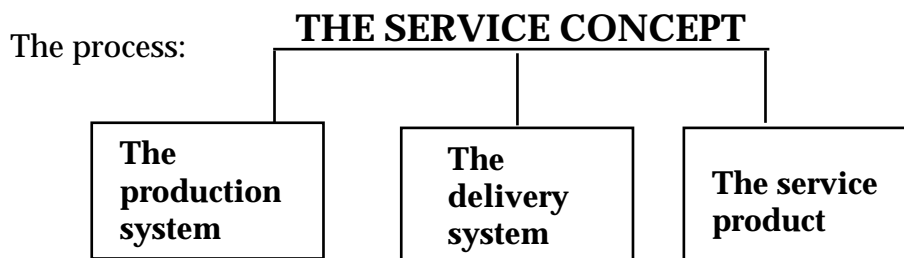 THE SERVICE CONCEPT
The process:
The
production
system
The
delivery
system
The service
product